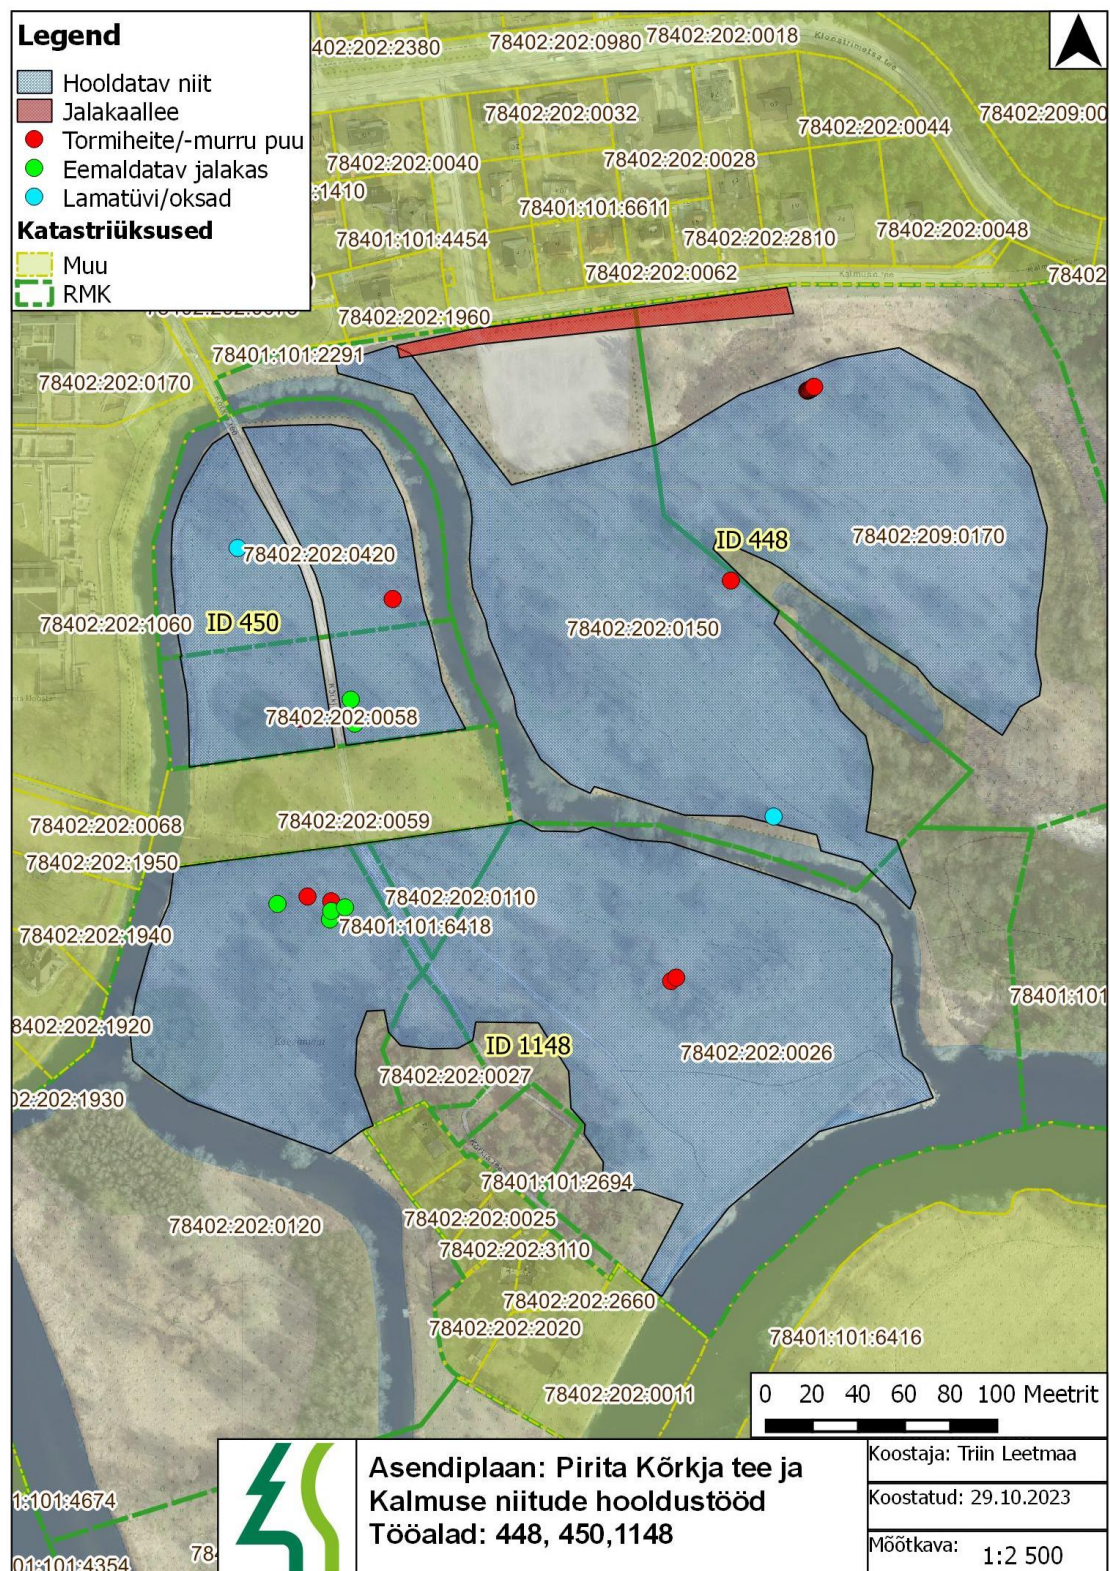 Legend
Hooldatav niit
Jalakaallee
Tormiheite/-murru puu
Eemaldatav jalakas
Lamatüvi/oksad
Katastriüksused
Muu
RMK
78402:202:2380
78402:202:0980
78402:202:0018
Kloostrimetsa tee
78402:202:0032
78402:202:0044
78402:209:00
78402:202:0040
78402:202:0028
:1410
78401:101:6611
78401:101:4454
78402:202:2810
78402:202:0048
78402:202:0062
Kalmuse tee
78402
78402:202:1960
78401:101:2291
78402:202:0170
ID 448
78402:209:0170
78402:202:0420
78402:202:1060
ID 450
78402:202:0150
78402:202:0058
78402:202:0059
78402:202:0068
78402:202:1950
78402:202:0110
78401:101:6418
78402:202:1940
78401:101
78402:202:1920
ID 1148
78402:202:0026
78402:202:0027
02:202:1930
78401:101:2694
78402:202:0120
78402:202:0025
78402:202:3110
78402:202:2660
78402:202:2020
78401:101:6416
78402:202:0011
0 20 40 60 80 100 Meetrit
1:101:4674
01:101:4354
78
Asendiplaan: Pirita Kõrkja tee ja
Kalmuse niitude hooldustööd
Tööalad: 448, 450,1148
Koostaja: Triin Leetmaa
Koostatud: 29.10.2023
Mõõtkava: 1:2 500